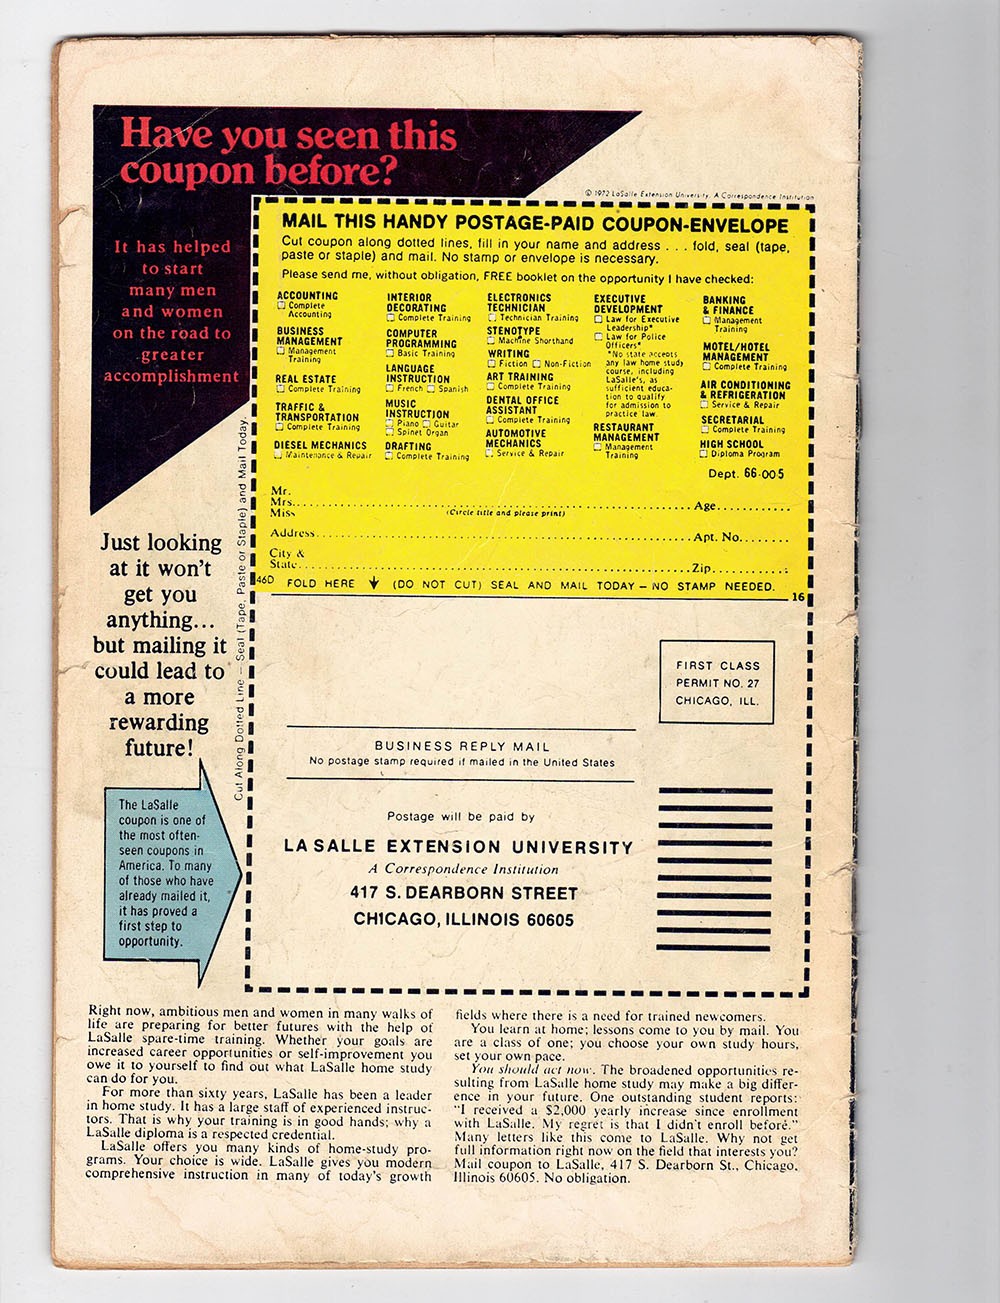 Have you seen this
coupon before?
© 1972 LaSalle Extension University, A Correspondence Institution
It has helped
to start
many men
and women
on the road to
greater
accomplishment
MAIL THIS HANDY POSTAGE-PAID COUPON-ENVELOPE
Cut coupon along dotted lines, fill in your name and address . . . fold, seal (tape,
paste or staple) and mail. No stamp or envelope is necessary.
Please send me, without obligation, FREE booklet on the opportunity I have checked:
ACCOUNTING
☐ Complete
Accounting
BUSINESS
MANAGEMENT
☐ Management
Training
REAL ESTATE
☐ Complete Training
TRAFFIC &
TRANSPORTATION
☐ Complete Training
DIESEL MECHANICS
☐ Maintenance & Repair
INTERIOR
DECORATING
☐ Complete Training
COMPUTER
PROGRAMMING
☐ Basic Training
LANGUAGE
INSTRUCTION
☐ French ☐ Spanish
MUSIC
INSTRUCTION
☐ Piano ☐ Guitar
☐ Spinet Organ
DRAFTING
☐ Complete Training
ELECTRONICS
TECHNICIAN
☐ Technician Training
STENOTYPE
☐ Machine Shorthand
WRITING
☐ Fiction ☐ Non-Fiction
ART TRAINING
☐ Complete Training
DENTAL OFFICE
ASSISTANT
☐ Complete Training
AUTOMOTIVE
MECHANICS
☐ Service & Repair
EXECUTIVE
DEVELOPMENT
☐ Law for Executive
Leadership*
☐ Law for Police
Officers*
*No state accepts
any law home study
course, including
LaSalle's, as
sufficient educa-
tion to qualify
for admission to
practice law.
RESTAURANT
MANAGEMENT
☐ Management
Training
BANKING
& FINANCE
☐ Management
Training
MOTEL/HOTEL
MANAGEMENT
☐ Complete Training
AIR CONDITIONING
& REFRIGERATION
☐ Service & Repair
SECRETARIAL
☐ Complete Training
HIGH SCHOOL
☐ Diploma Program
Dept. 66-005
Mr.
Mrs.
Miss
Age
(Circle title and please print)
Address
Apt. No.
City &
State
Zip
46D FOLD HERE (DO NOT CUT) SEAL AND MAIL TODAY – NO STAMP NEEDED.
16
Cut Along Dotted Line — Seal (Tape, Paste or Staple) and Mail Today.
Just looking
at it won't
get you
anything...
but mailing it
could lead to
a more
rewarding
future!
FIRST CLASS
PERMIT NO. 27
CHICAGO, ILL.
BUSINESS REPLY MAIL
No postage stamp required if mailed in the United States
Postage will be paid by
LA SALLE EXTENSION UNIVERSITY
A Correspondence Institution
417 S. DEARBORN STREET
CHICAGO, ILLINOIS 60605
The LaSalle
coupon is one of
the most often-
seen coupons in
America. To many
of those who have
already mailed it,
it has proved a
first step to
opportunity.
Right now, ambitious men and women in many walks of
life are preparing for better futures with the help of
LaSalle spare-time training. Whether your goals are
increased career opportunities or self-improvement you
owe it to yourself to find out what LaSalle home study
can do for you.
For more than sixty years, LaSalle has been a leader
in home study. It has a large staff of experienced instruc-
tors. That is why your training is in good hands; why a
LaSalle diploma is a respected credential.
LaSalle offers you many kinds of home-study pro-
grams. Your choice is wide. LaSalle gives you modern
comprehensive instruction in many of today's growth
fields where there is a need for trained newcomers.
You learn at home; lessons come to you by mail. You
are a class of one; you choose your own study hours,
set your own pace.
You should act now. The broadened opportunities re-
sulting from LaSalle home study may make a big differ-
ence in your future. One outstanding student reports:
"I received a $2,000 yearly increase since enrollment
with LaSalle. My regret is that I didn't enroll before."
Many letters like this come to LaSalle. Why not get
full information right now on the field that interests you?
Mail coupon to LaSalle, 417 S. Dearborn St., Chicago,
Illinois 60605. No obligation.